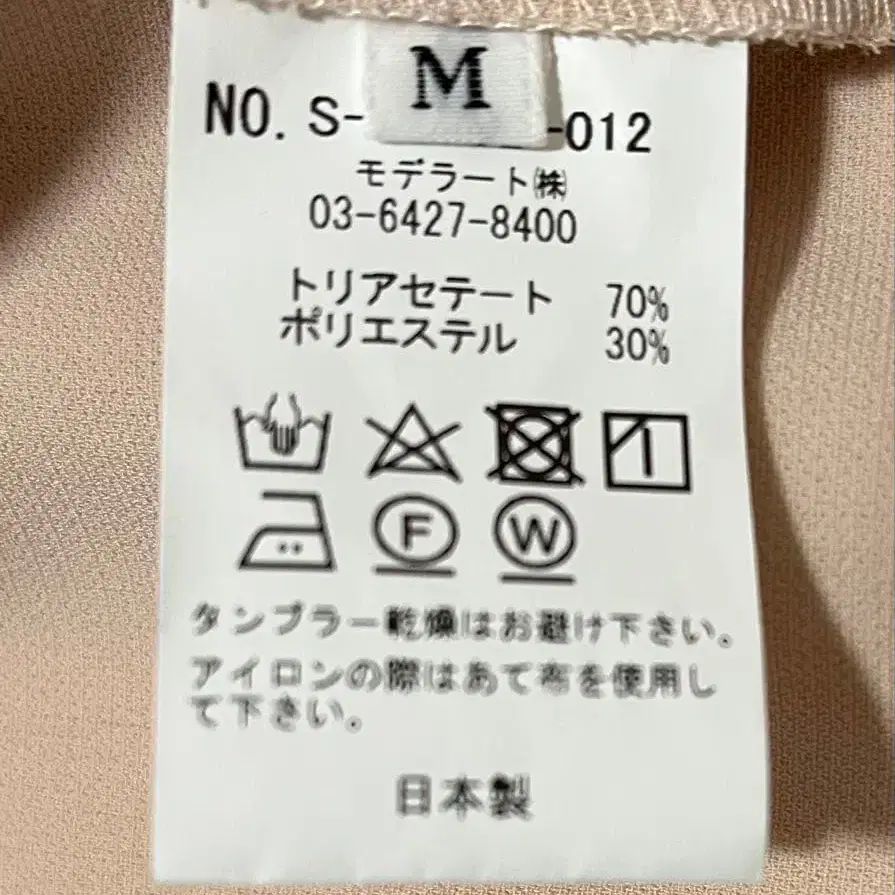 M
NO. S- -012
モデラート㈱
03-6427-8400
トリアセテート 70%
ポリエステル 30%
F W
タンブラー乾燥はお避け下さい。
アイロンの際はあて布を使用し
て下さい。
日本製